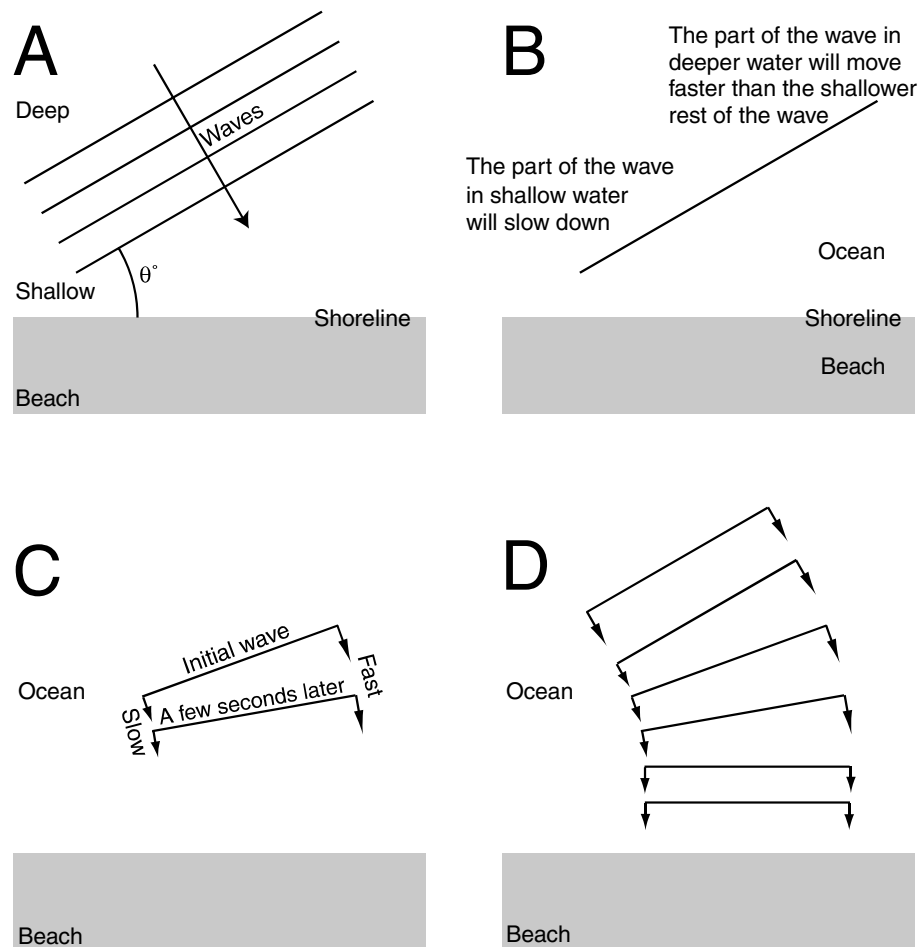 A
Deep
Waves
θ°
Shallow
Shoreline
Beach
B
The part of the wave in
deeper water will move
faster than the shallower
rest of the wave
The part of the wave
in shallow water
will slow down
Ocean
Shoreline
Beach
C
Initial wave
Ocean
Fast
A few seconds later
Slow
Beach
D
Ocean
Beach